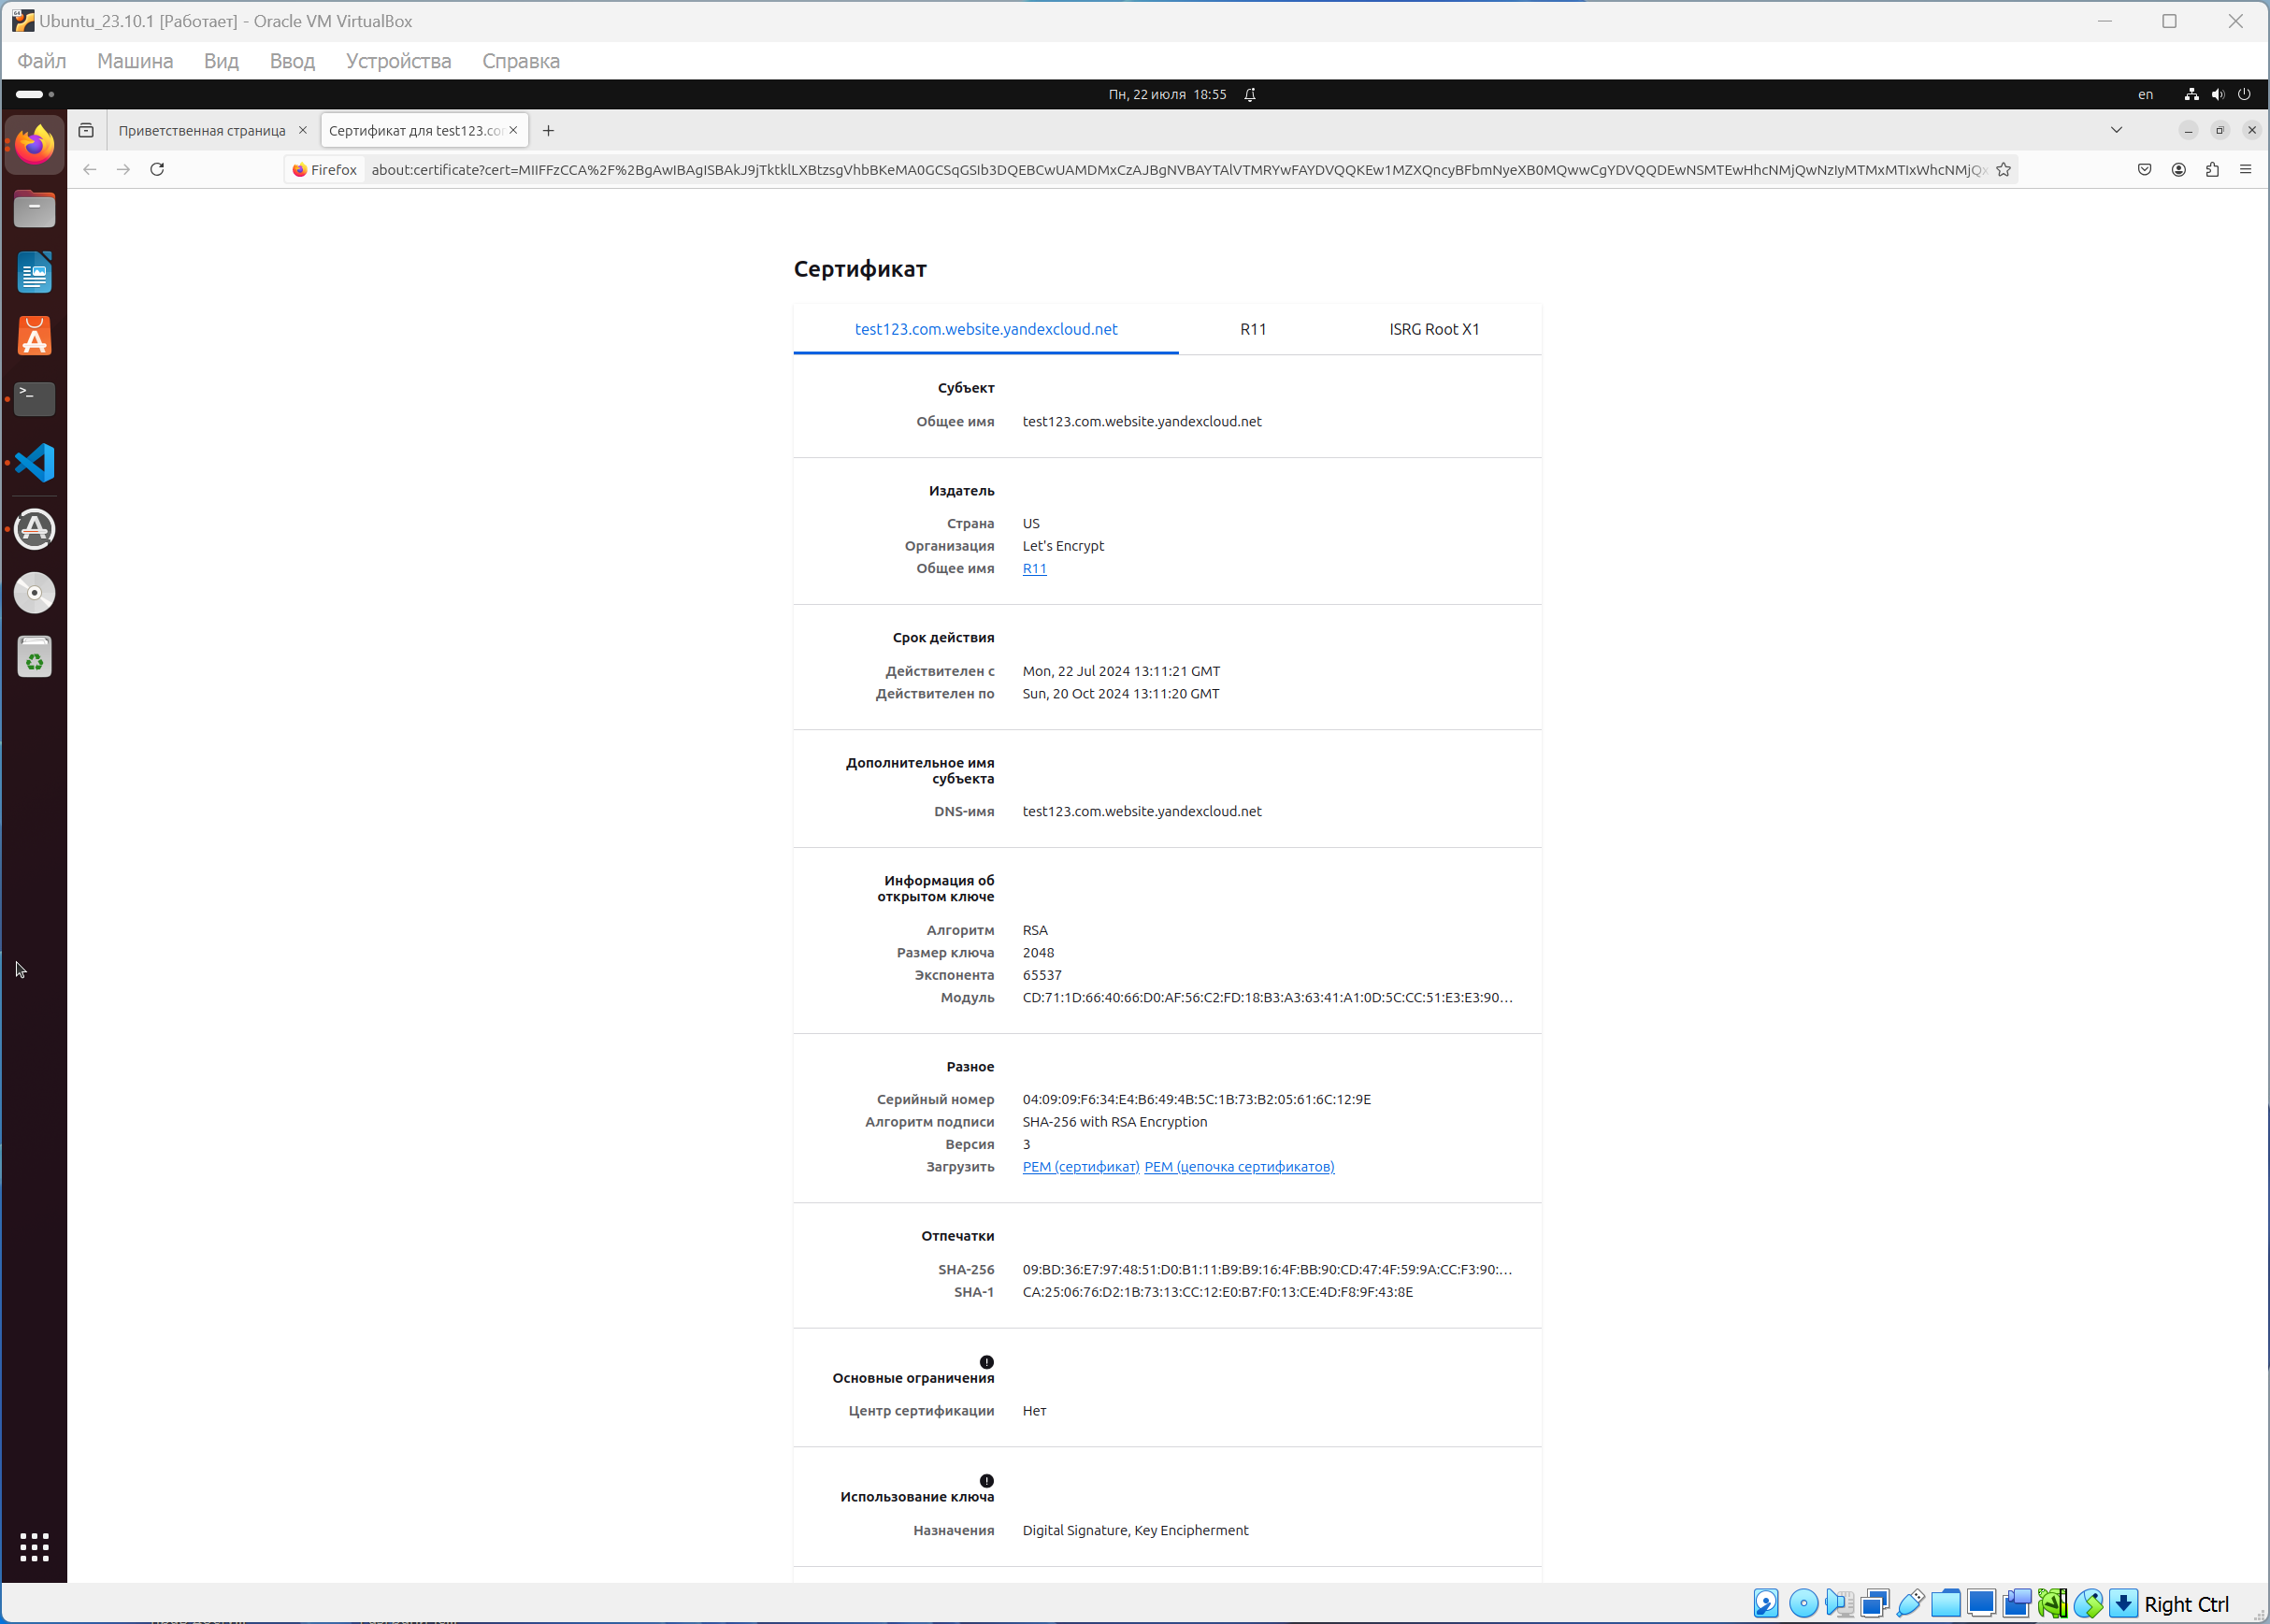 Ubuntu_23.10.1 [Работает] - Oracle VM VirtualBox
Файл Машина Вид Ввод Устройства Справка
Пн, 22 июля 18:55
en
Приветственная страница
Сертификат для test123.co
Firefox
about:certificate?cert=MIIFFzCCA%2F%2BgAwIBAgISBAkJ9jTktklLXBtzsgVhbBKeMA0GCSqGSIb3DQEBCwUAMDMxCzAJBgNVBAYTAlVTMRYwFAYDVQQKEw1MZXQncyBFbmNyeXB0MQwwCgYDVQQDEwNSMTEwHhcNMjQwNzIyMTMxMTIxWhcNMjQx
Сертификат
test123.com.website.yandexcloud.net
R11
ISRG Root X1
Субъект
Общее имя test123.com.website.yandexcloud.net
Издатель
Страна US
Организация Let's Encrypt
Общее имя R11
Срок действия
Действителен с Mon, 22 Jul 2024 13:11:21 GMT
Действителен по Sun, 20 Oct 2024 13:11:20 GMT
Дополнительное имя
субъекта
DNS-имя test123.com.website.yandexcloud.net
Информация об
открытом ключе
Алгоритм RSA
Размер ключа 2048
Экспонента 65537
Модуль CD:71:1D:66:40:66:D0:AF:56:C2:FD:18:B3:A3:63:41:A1:0D:5C:CC:51:E3:E3:90…
Разное
Серийный номер 04:09:09:F6:34:E4:B6:49:4B:5C:1B:73:B2:05:61:6C:12:9E
Алгоритм подписи SHA-256 with RSA Encryption
Версия 3
Загрузить PEM (сертификат) PEM (цепочка сертификатов)
Отпечатки
SHA-256 09:BD:36:E7:97:48:51:D0:B1:11:B9:B9:16:4F:BB:90:CD:47:4F:59:9A:CC:F3:90:…
SHA-1 CA:25:06:76:D2:1B:73:13:CC:12:E0:B7:F0:13:CE:4D:F8:9F:43:8E
Основные ограничения
Центр сертификации Нет
Использование ключа
Назначения Digital Signature, Key Encipherment
Right Ctrl